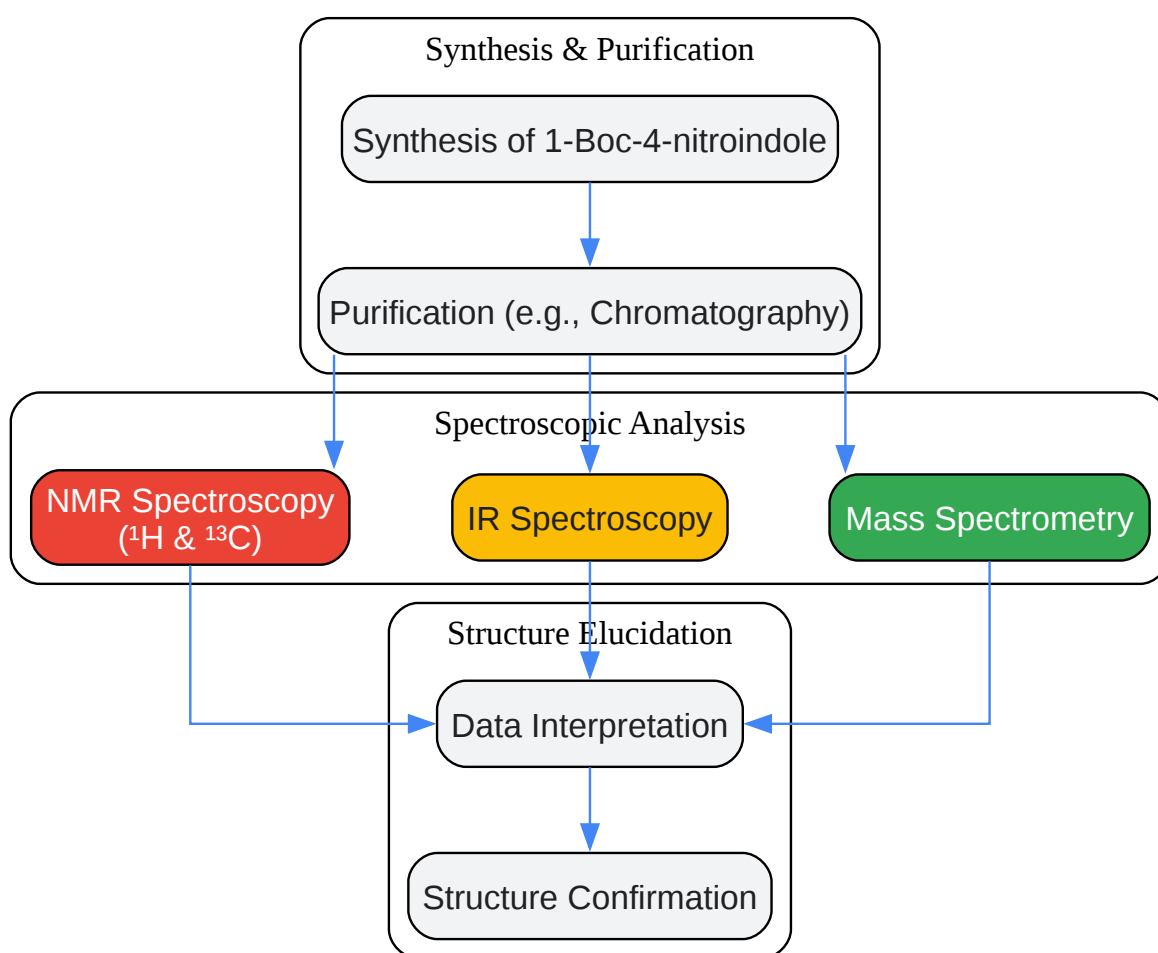 Synthesis & Purification
Synthesis of 1-Boc-4-nitroindole
Purification (e.g., Chromatography)
Spectroscopic Analysis
NMR Spectroscopy
(¹H & ¹³C)
IR Spectroscopy
Mass Spectrometry
Structure Elucidation
Data Interpretation
Structure Confirmation